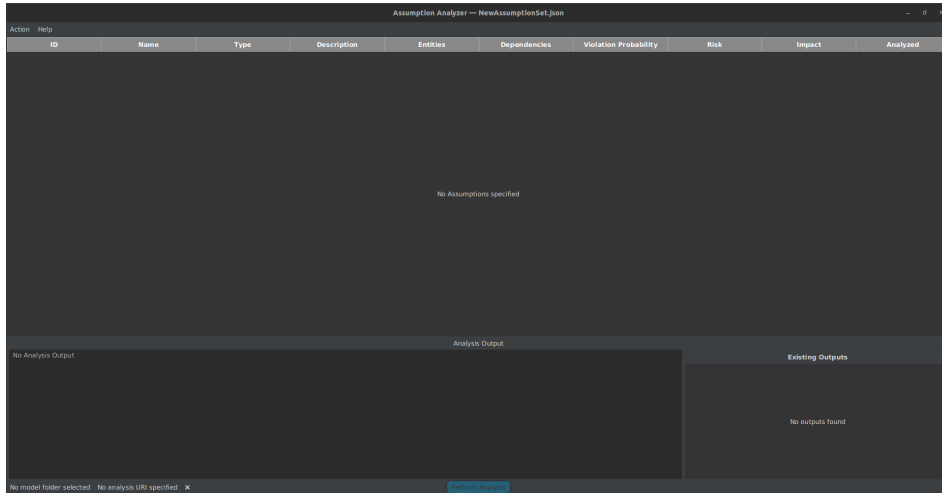 Assumption Analyzer — NewAssumptionSet.json
Action Help
ID Name Type Description Entities Dependencies Violation Probability Risk Impact Analyzed
No Assumptions specified
Analysis Output
No Analysis Output
Existing Outputs
No outputs found
No model folder selected No analysis URI specified ✕ Perform Analysis